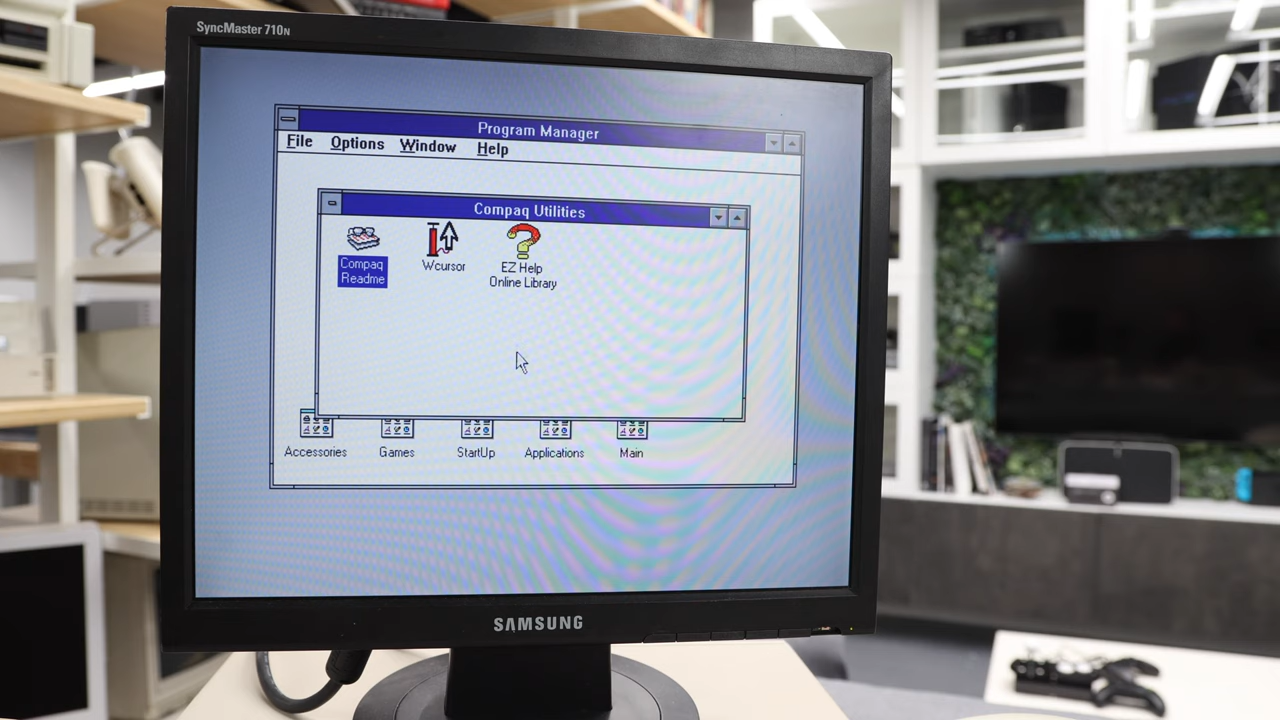 SyncMaster 710N
Program Manager
File Options Window Help
Compaq Utilities
Compaq
Readme
Wcursor
EZ Help
Online Library
Accessories
Games
StartUp
Applications
Main
SAMSUNG